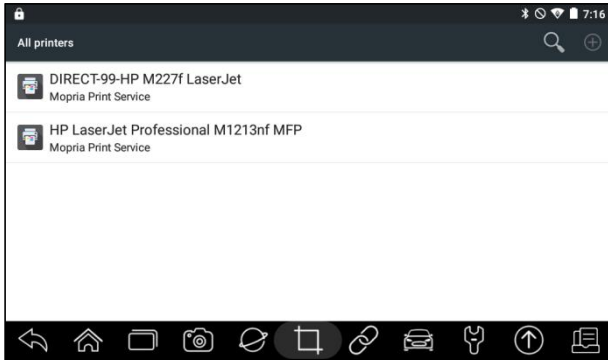 7:16
All printers
DIRECT-99-HP M227f LaserJet
Mopria Print Service
HP LaserJet Professional M1213nf MFP
Mopria Print Service